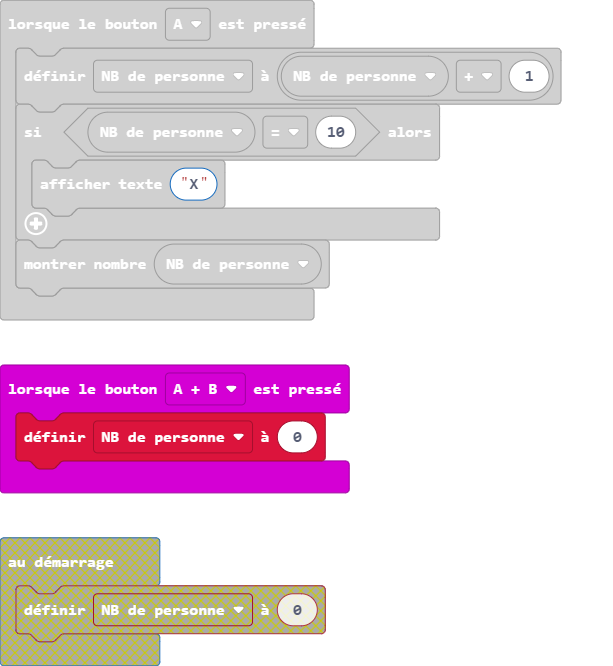 lorsque le bouton A est pressé
définir NB de personne à NB de personne + 1
si NB de personne = 10 alors
afficher texte "X"
montrer nombre NB de personne
lorsque le bouton A + B est pressé
définir NB de personne à 0
au démarrage
définir NB de personne à 0